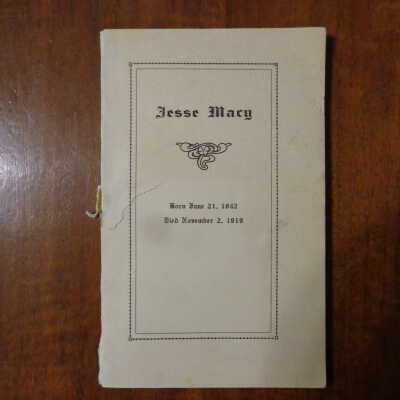 Jesse Macy
Born June 21, 1842
Died November 2, 1919